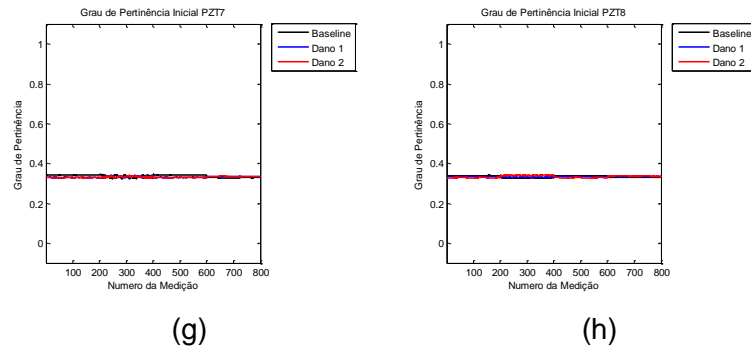 Grau de Pertinência Inicial PZT7
1
0.8
0.6
0.4
0.2
0
Grau de Pertinência
100 200 300 400 500 600 700 800
Numero da Medição
Baseline
Dano 1
Dano 2
(g)
Grau de Pertinência Inicial PZT8
1
0.8
0.6
0.4
0.2
0
Grau de Pertinência
100 200 300 400 500 600 700 800
Numero da Medição
Baseline
Dano 1
Dano 2
(h)